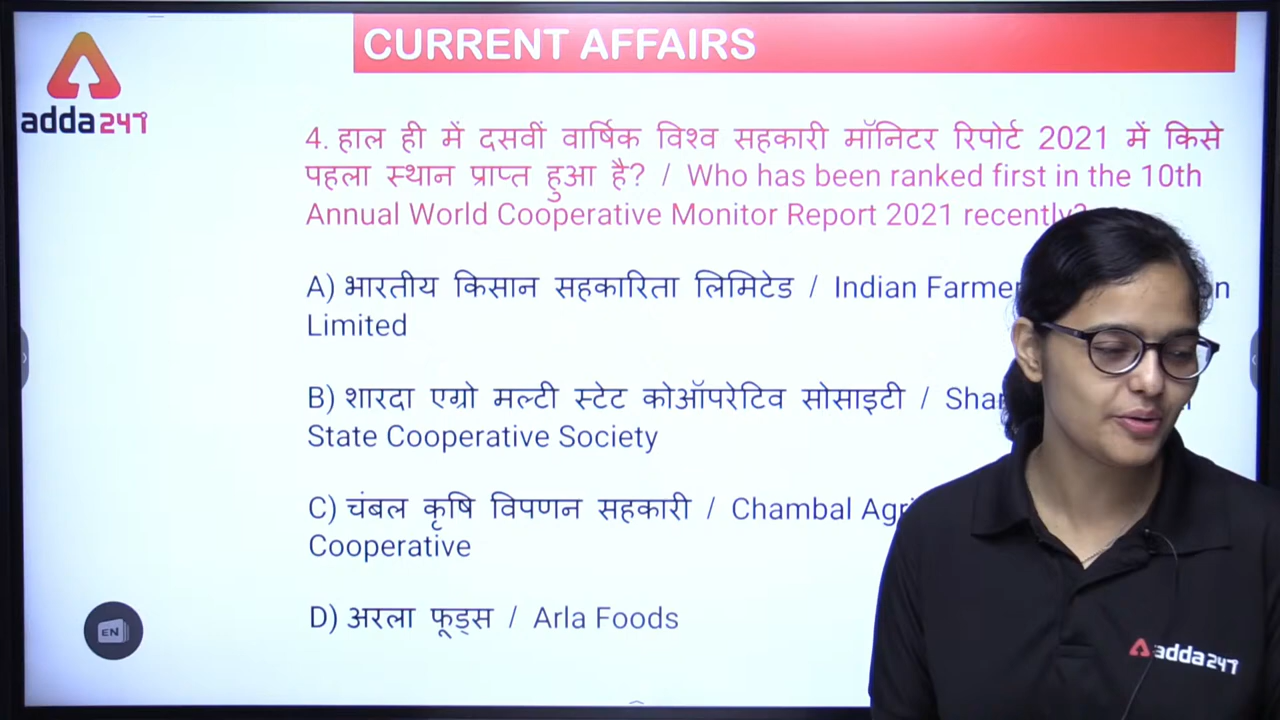 CURRENT AFFAIRS
adda247
4. हाल ही में दसवीं वार्षिक विश्व सहकारी मॉनिटर रिपोर्ट 2021 में किसे
पहला स्थान प्राप्त हुआ है? / Who has been ranked first in the 10th
Annual World Cooperative Monitor Report 2021 recently?
A) भारतीय किसान सहकारिता लिमिटेड / Indian
Limited
B) शारदा एग्रो मल्टी स्टेट कोऑपरेटिव सोसाइटी /
State Cooperative Society
C) चंबल कृषि विपणन सहकारी / Chambal
Cooperative
D) अरला फूड्स / Arla Foods
EN
adda247